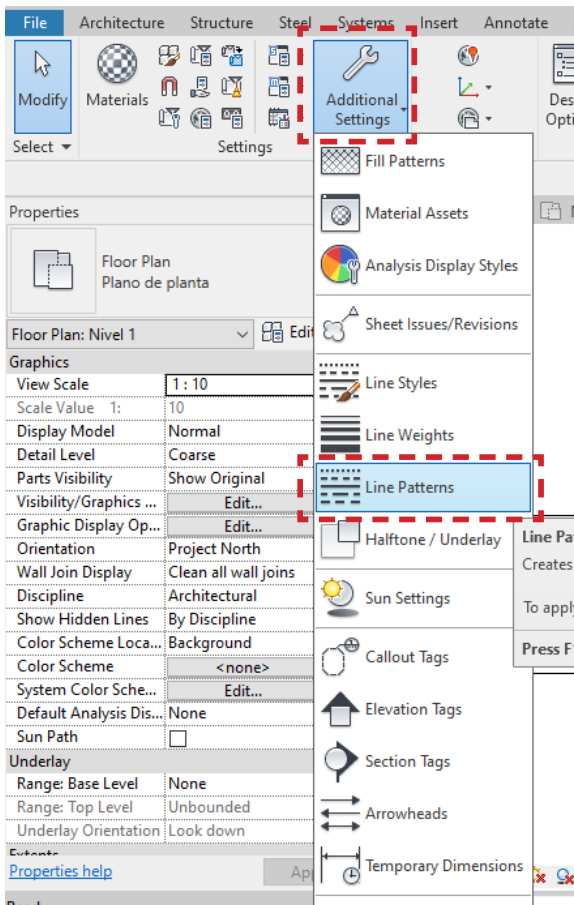 File Architecture Structure Steel Systems Insert Annotate
Modify
Materials
Additional
Settings
Des
Opti
Select
Settings
Fill Patterns
Material Assets
Analysis Display Styles
Sheet Issues/Revisions
Line Styles
Line Weights
Line Patterns
Halftone / Underlay
Sun Settings
Callout Tags
Elevation Tags
Section Tags
Arrowheads
Temporary Dimensions
Line Pa
Creates
To apply
Press F
Properties
Floor Plan
Plano de planta
Floor Plan: Nivel 1
Edit
Graphics
View Scale 1 : 10
Scale Value 1: 10
Display Model Normal
Detail Level Coarse
Parts Visibility Show Original
Visibility/Graphics ... Edit...
Graphic Display Op... Edit...
Orientation Project North
Wall Join Display Clean all wall joins
Discipline Architectural
Show Hidden Lines By Discipline
Color Scheme Loca... Background
Color Scheme <none>
System Color Sche... Edit...
Default Analysis Dis... None
Sun Path
Underlay
Range: Base Level None
Range: Top Level Unbounded
Underlay Orientation Look down
Extents
Properties help
App